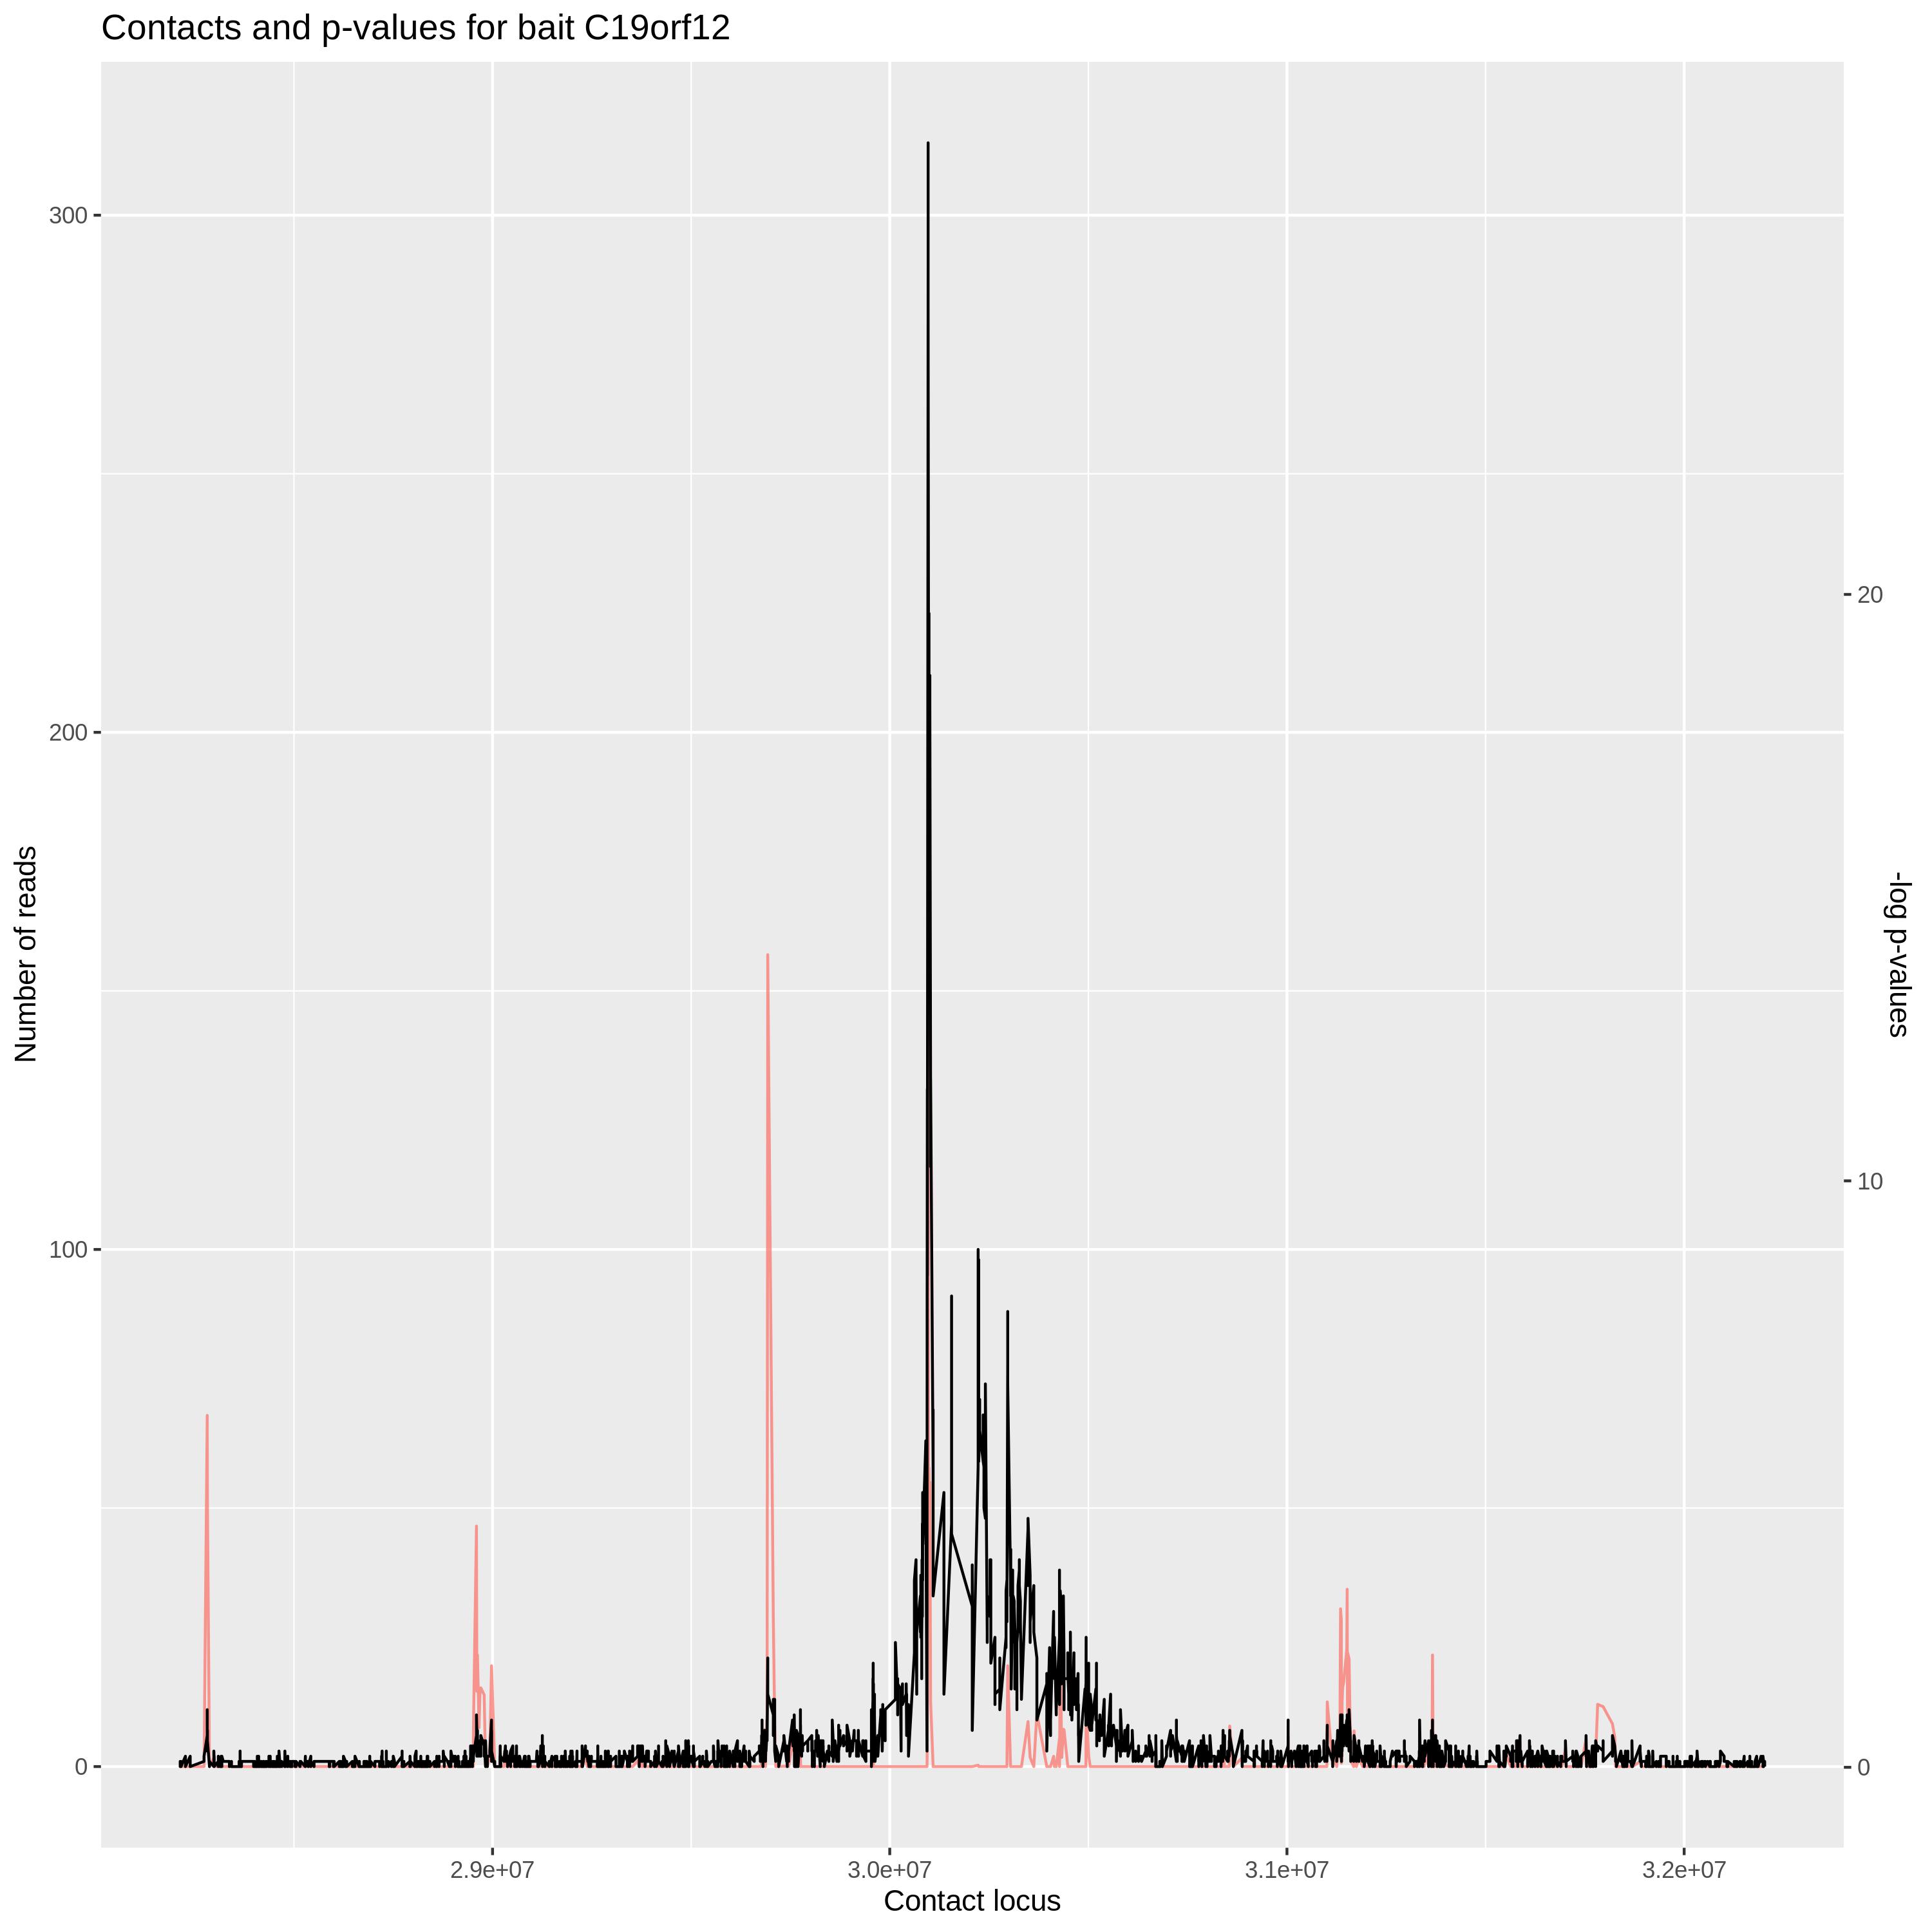 Contacts and p-values for bait C19orf12
300
200
100
0
Number of reads
20
10
0
-log p-values
2.9e+07
3.0e+07
3.1e+07
3.2e+07
Contact locus